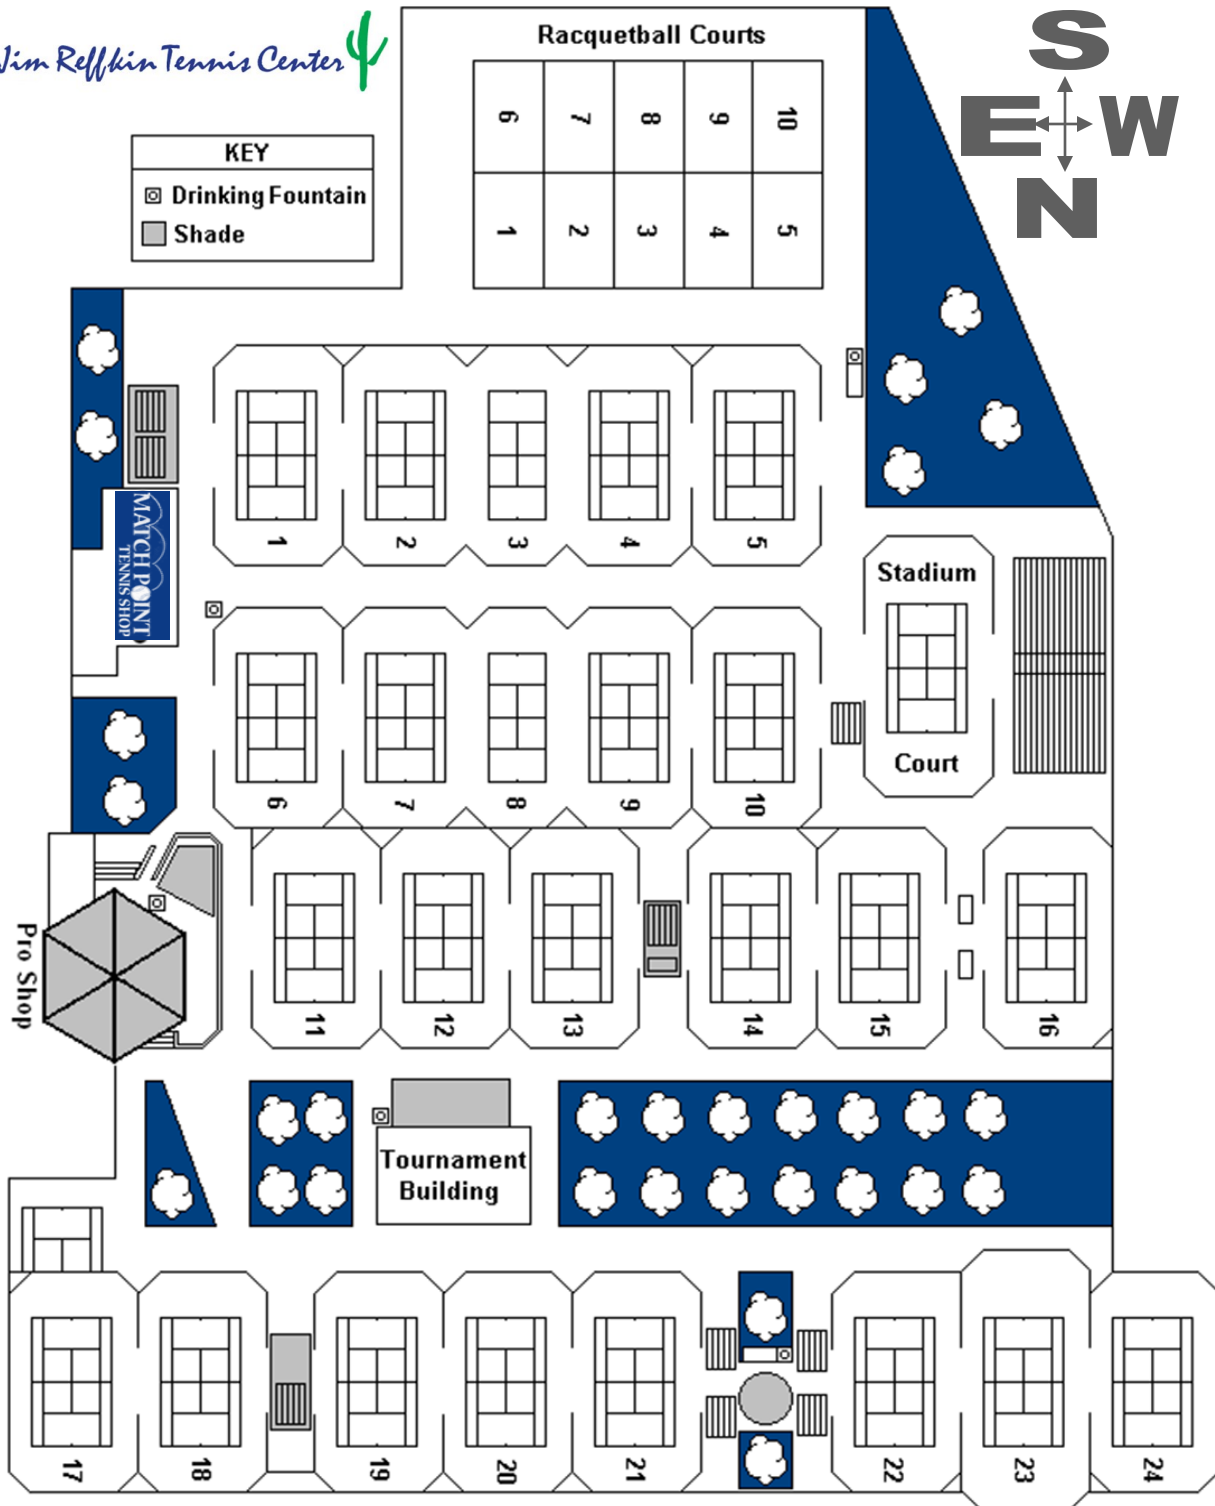 Jim Reffkin Tennis Center
Racquetball Courts
S
E W
N
KEY
Drinking Fountain
Shade
6 7 8 9 10
1 2 3 4 5
1 2 3 4 5
MATCH POINT
TENNIS SHOP
Stadium
Court
6 7 8 9 10
Pro Shop
11 12 13 14 15 16
Tournament
Building
17 18 19 20 21 22 23 24